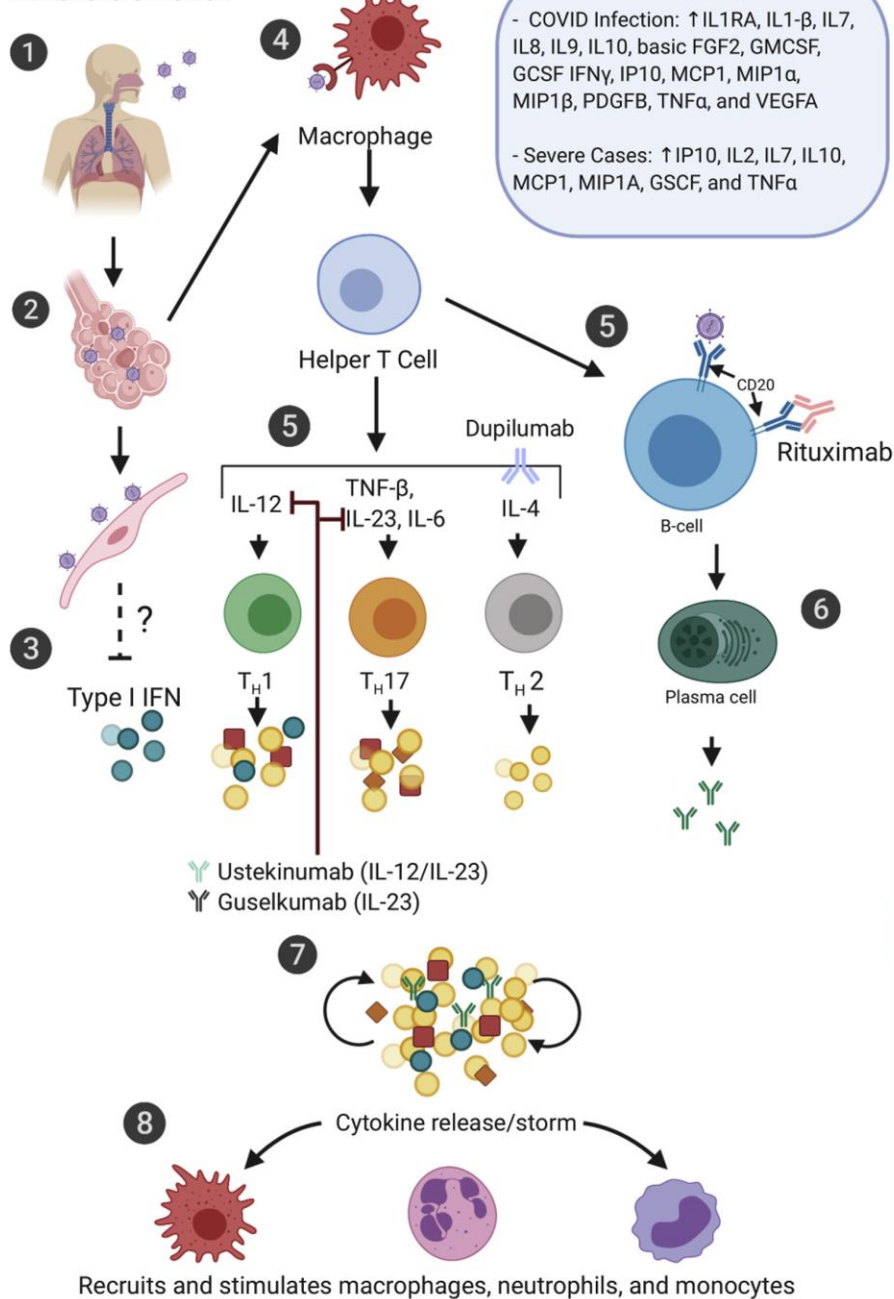 1
4
- COVID Infection: ↑IL1RA, IL1-β, IL7,
IL8, IL9, IL10, basic FGF2, GMCSF,
GCSF IFNγ, IP10, MCP1, MIP1α,
MIP1β, PDGFB, TNFα, and VEGFA
- Severe Cases: ↑IP10, IL2, IL7, IL10,
MCP1, MIP1A, GSCF, and TNFα
Macrophage
2
Helper T Cell
5
CD20
Rituximab
B-cell
5
Dupilumab
IL-12
TNF-β,
IL-23, IL-6
IL-4
?
3
Type I IFN
TH1
TH17
TH2
6
Plasma cell
Ustekinumab (IL-12/IL-23)
Guselkumab (IL-23)
7
Cytokine release/storm
8
Recruits and stimulates macrophages, neutrophils, and monocytes